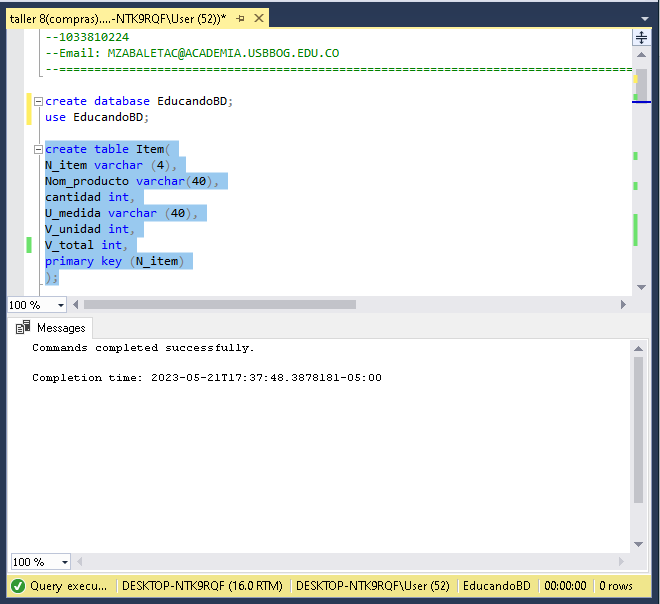 taller 8(compras)....-NTK9RQF\User (52))*
--1033810224
--Email: MZABALETAC@ACADEMIA.USBBOG.EDU.CO
--==============================================================================
create database EducandoBD;
use EducandoBD;
create table Item(
N_item varchar (4),
Nom_producto varchar(40),
cantidad int,
U_medida varchar (40),
V_unidad int,
V_total int,
primary key (N_item)
);
100 %
Messages
Commands completed successfully.
Completion time: 2023-05-21T17:37:48.3878181-05:00
100 %
Query execu... DESKTOP-NTK9RQF (16.0 RTM) DESKTOP-NTK9RQF\User (52) EducandoBD 00:00:00 0 rows